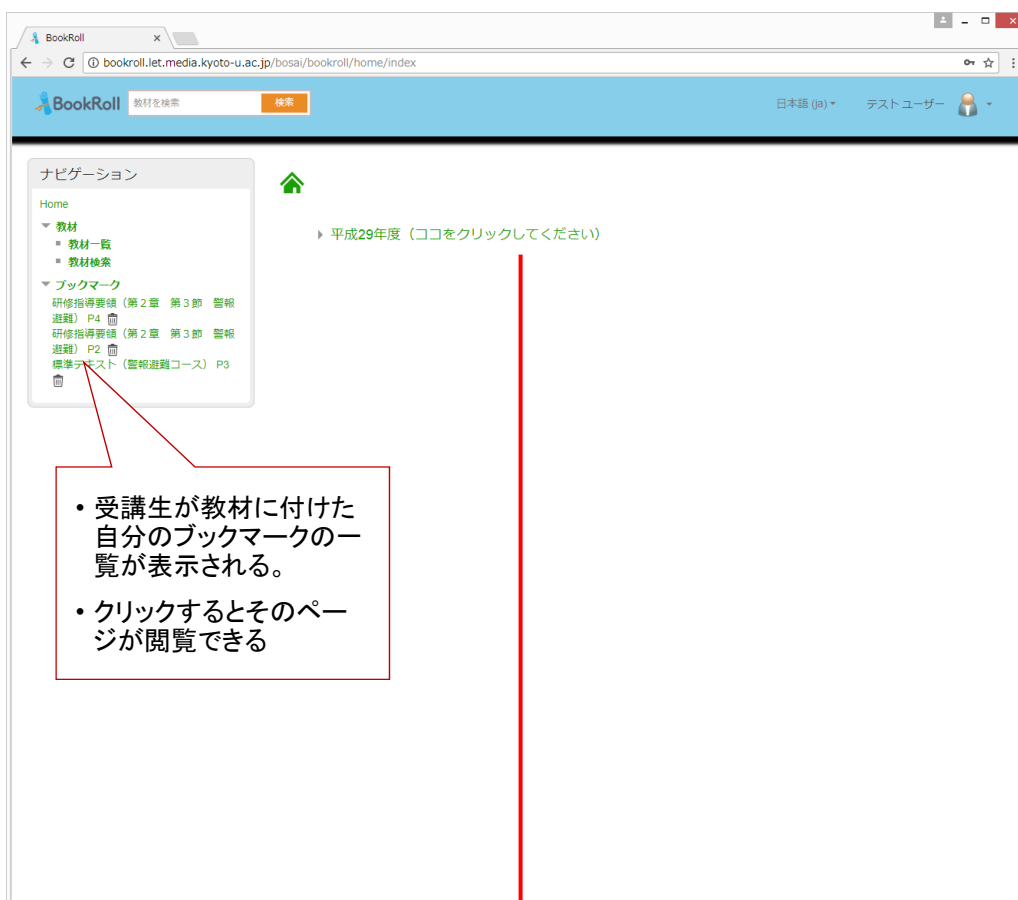 BookRoll
bookroll.let.media.kyoto-u.ac.jp/bosai/bookroll/home/index
BookRoll 教材を検索 検索 日本語 (ja) テスト ユーザー
ナビゲーション
Home
教材
教材一覧
教材検索
ブックマーク
研修指導要領（第２章　第３節　警報
避難） P4
研修指導要領（第２章　第３節　警報
避難） P2
標準テキスト（警報避難コース） P3
平成29年度（ココをクリックしてください）
• 受講生が教材に付けた
自分のブックマークの一
覧が表示される。
• クリックするとそのペー
ジが閲覧できる